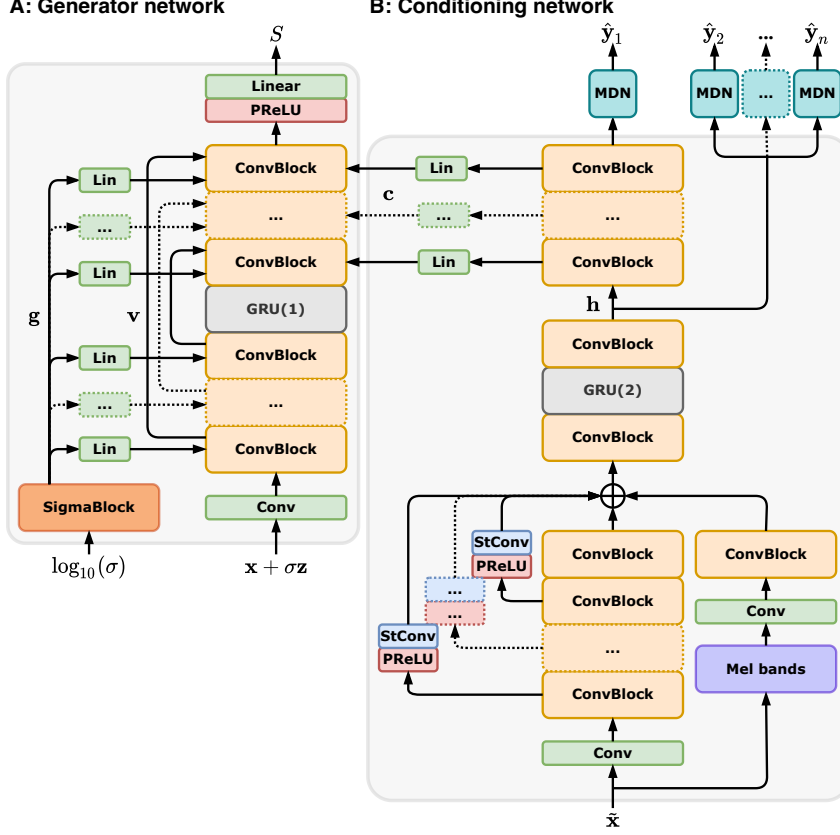 A: Generator network
S
Linear
PReLU
ConvBlock
...
ConvBlock
GRU(1)
ConvBlock
...
ConvBlock
Conv
Lin
...
Lin
Lin
...
Lin
g
v
SigmaBlock
log₁₀(σ)
x + σz
B: Conditioning network
ŷ₁
ŷ₂
...
ŷₙ
MDN
MDN
...
MDN
ConvBlock
...
ConvBlock
Lin
c
...
Lin
h
ConvBlock
GRU(2)
ConvBlock
StConv
PReLU
...
...
StConv
PReLU
ConvBlock
ConvBlock
...
ConvBlock
Conv
ConvBlock
Conv
Mel bands
x̃